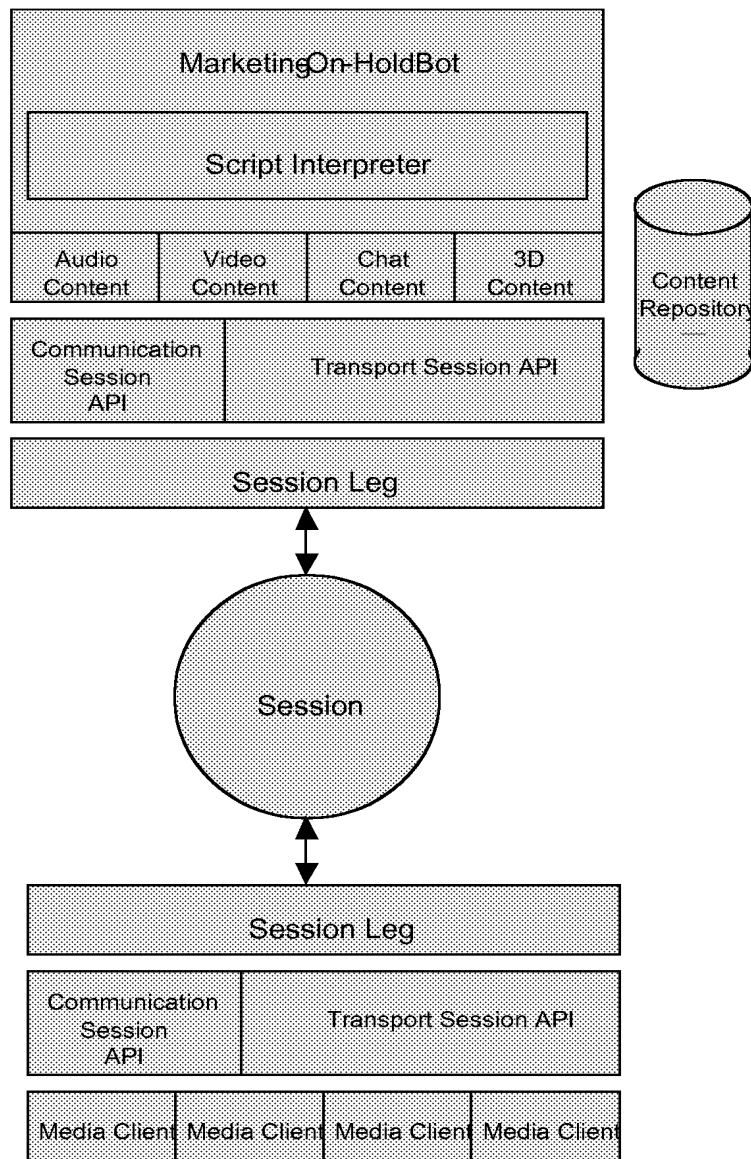 MarketingOn-HoldBot
Script Interpreter
Audio
Content
Video
Content
Chat
Content
3D
Content
Content
Repository
Communication
Session
API
Transport Session API
Session Leg
Session
Session Leg
Communication
Session
API
Transport Session API
Media Client
Media Client
Media Client
Media Client